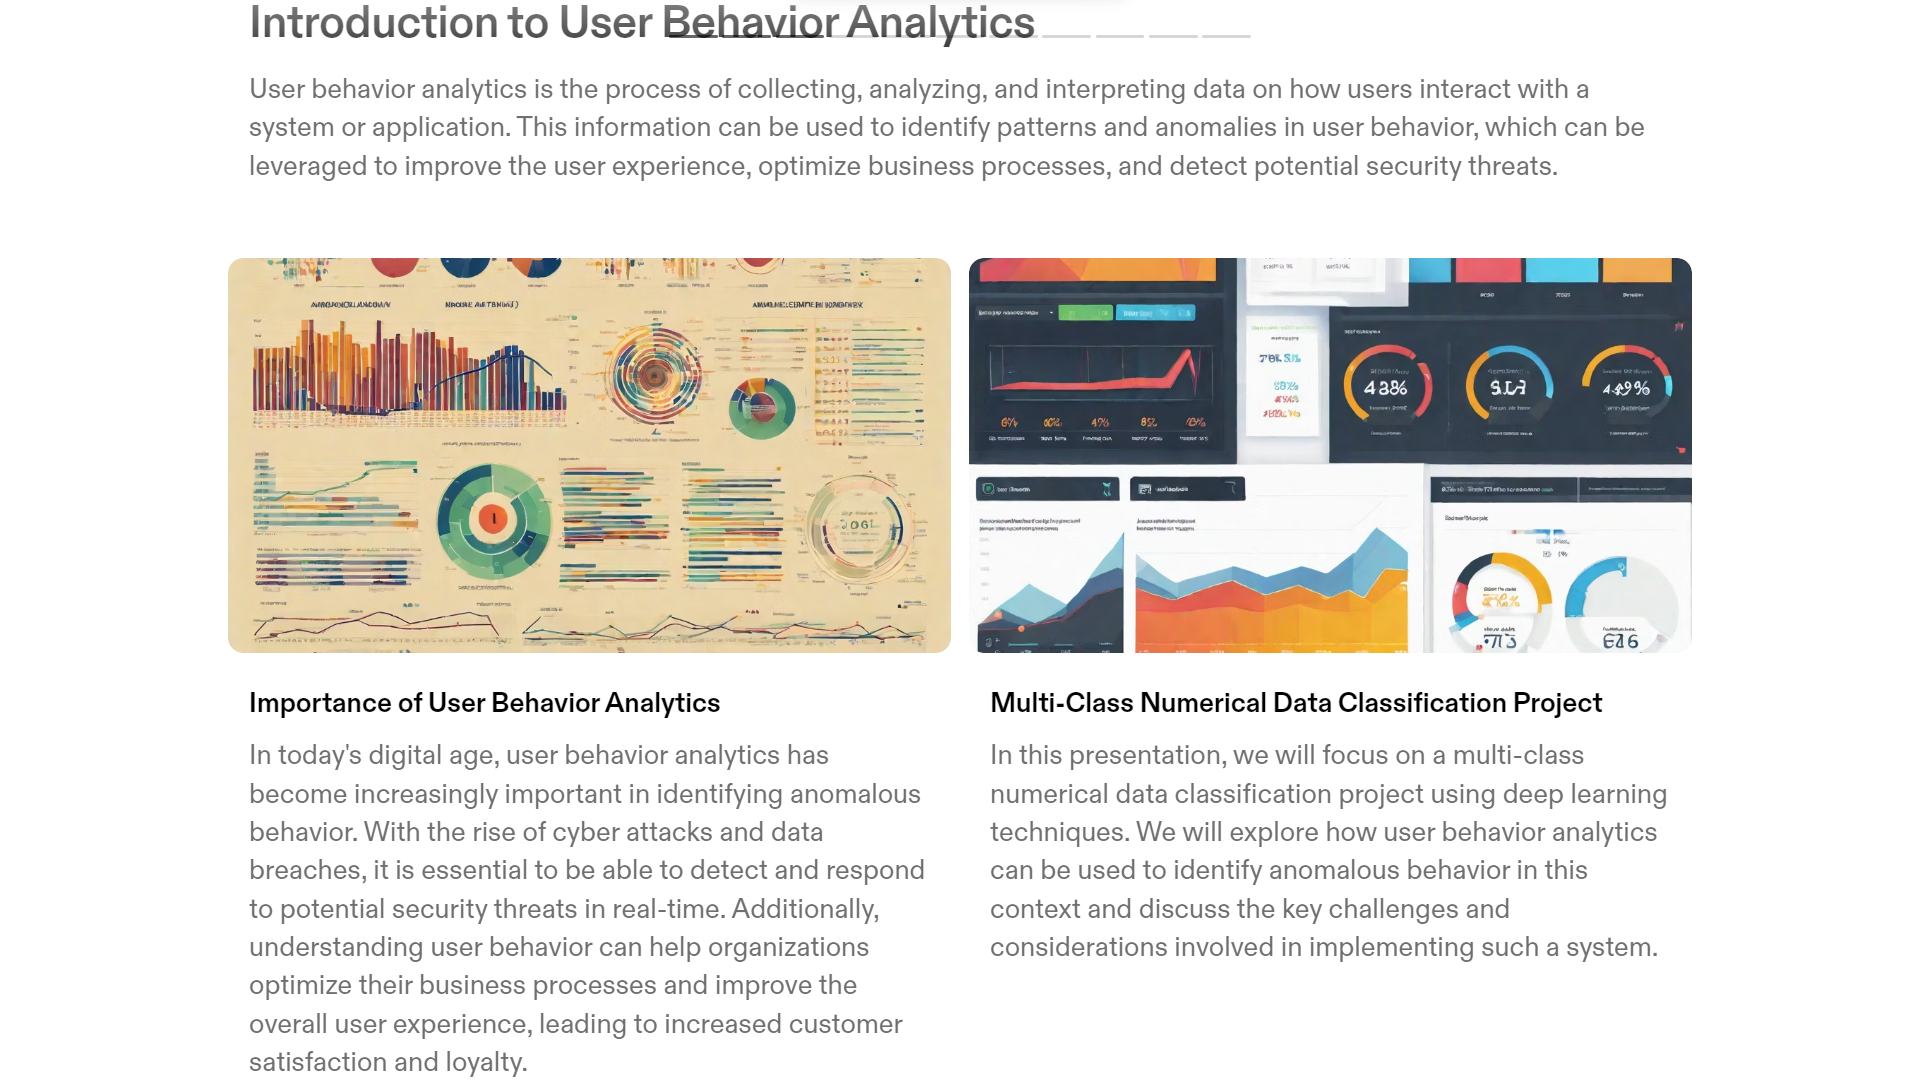 Introduction to User Behavior Analytics
User behavior analytics is the process of collecting, analyzing, and interpreting data on how users interact with a
system or application. This information can be used to identify patterns and anomalies in user behavior, which can be
leveraged to improve the user experience, optimize business processes, and detect potential security threats.
Importance of User Behavior Analytics
In today's digital age, user behavior analytics has
become increasingly important in identifying anomalous
behavior. With the rise of cyber attacks and data
breaches, it is essential to be able to detect and respond
to potential security threats in real-time. Additionally,
understanding user behavior can help organizations
optimize their business processes and improve the
overall user experience, leading to increased customer
satisfaction and loyalty.
Multi-Class Numerical Data Classification Project
In this presentation, we will focus on a multi-class
numerical data classification project using deep learning
techniques. We will explore how user behavior analytics
can be used to identify anomalous behavior in this
context and discuss the key challenges and
considerations involved in implementing such a system.